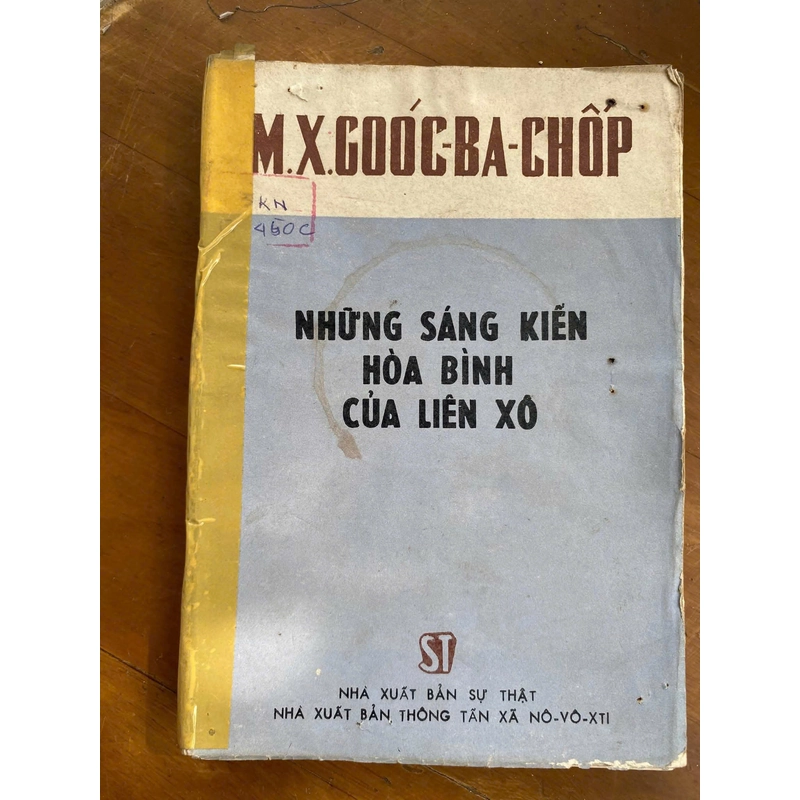 M.X.GOÓC-BA-CHỐP
KN
460C
NHỮNG SÁNG KIẾN
HÒA BÌNH
CỦA LIÊN XÔ
ST
NHÀ XUẤT BẢN SỰ THẬT
NHÀ XUẤT BẢN THÔNG TẤN XÃ NÔ-VÔ-XTI